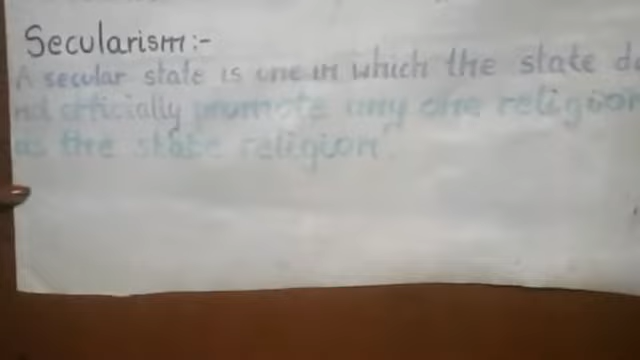 Secularism:-
A secular state is one in which the state do
not officially promote any one religion
as the state religion".